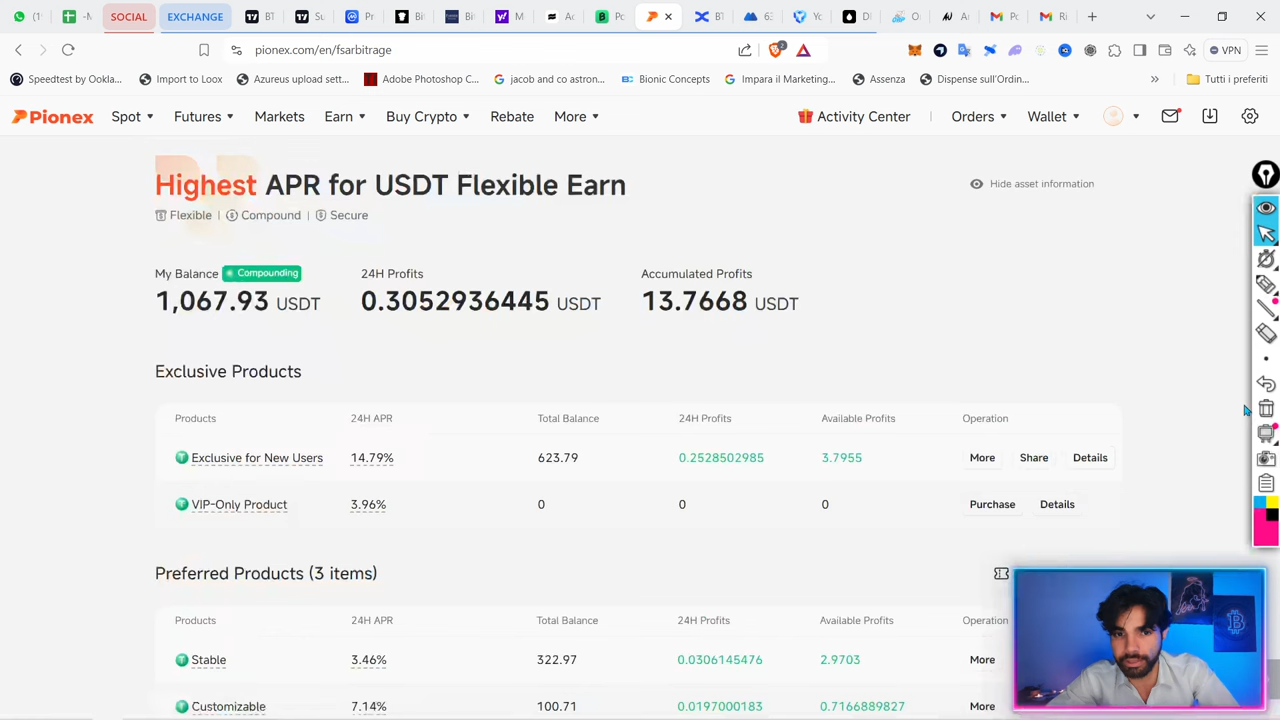 SOCIAL
EXCHANGE
pionex.com/en/fsarbitrage
VPN
Speedtest by Ookla...
Import to Loox
Azureus upload sett...
Adobe Photoshop C...
jacob and co astron...
Bionic Concepts
Impara il Marketing...
Assenza
Dispense sull'Ordin...
Tutti i preferiti
Pionex
Spot
Futures
Markets
Earn
Buy Crypto
Rebate
More
Activity Center
Orders
Wallet
Highest APR for USDT Flexible Earn
Hide asset information
Flexible
Compound
Secure
My Balance
Compounding
24H Profits
Accumulated Profits
1,067.93 USDT
0.3052936445 USDT
13.7668 USDT
Exclusive Products
Products
24H APR
Total Balance
24H Profits
Available Profits
Operation
Exclusive for New Users
14.79%
623.79
0.2528502985
3.7955
More
Share
Details
VIP-Only Product
3.96%
0
0
0
Purchase
Details
Preferred Products (3 items)
Products
24H APR
Total Balance
24H Profits
Available Profits
Operation
Stable
3.46%
322.97
0.0306145476
2.9703
More
Customizable
7.14%
100.71
0.0197000183
0.7166889827
More